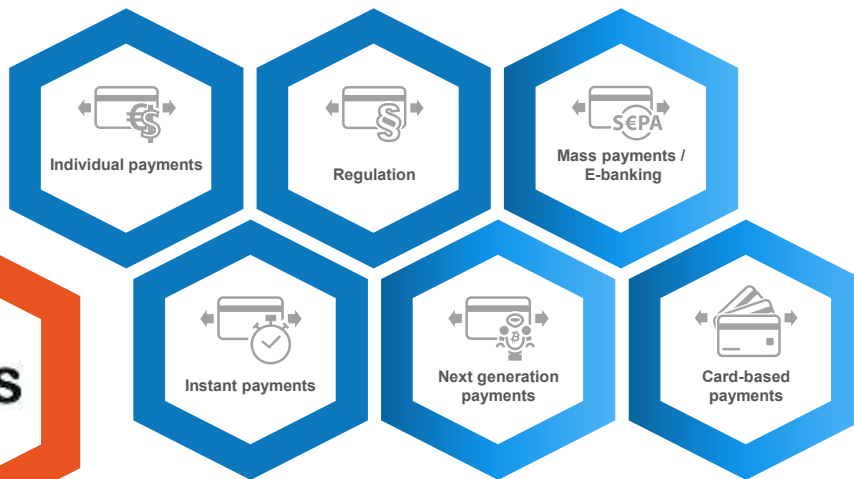 €$
§
S€PA
Individual payments
Regulation
Mass payments /
E-banking
s
₿
Instant payments
Next generation
payments
Card-based
payments